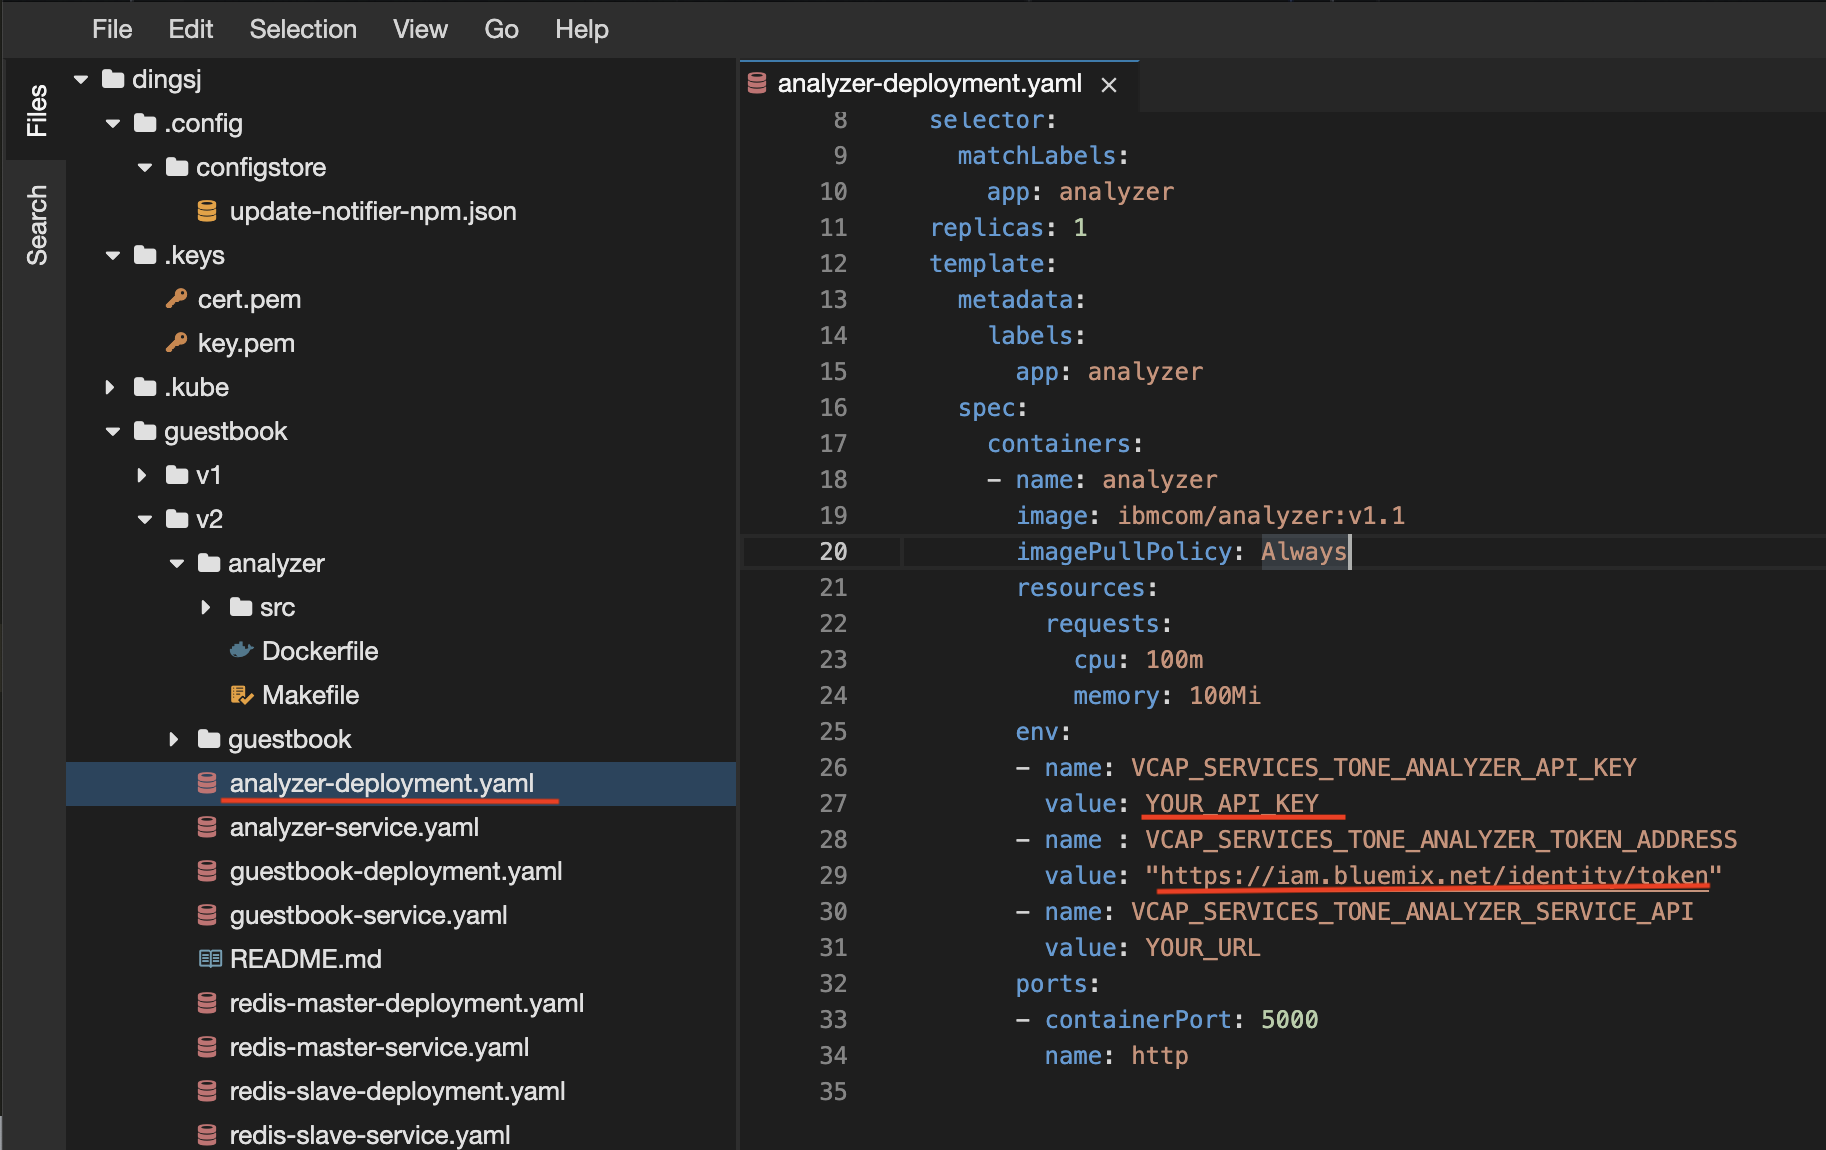 File Edit Selection View Go Help
Files
Search
dingsj
.config
configstore
update-notifier-npm.json
.keys
cert.pem
key.pem
.kube
guestbook
v1
v2
analyzer
src
Dockerfile
Makefile
guestbook
analyzer-deployment.yaml
analyzer-service.yaml
guestbook-deployment.yaml
guestbook-service.yaml
README.md
redis-master-deployment.yaml
redis-master-service.yaml
redis-slave-deployment.yaml
redis-slave-service.yaml
analyzer-deployment.yaml ×
8 selector:
9 matchLabels:
10 app: analyzer
11 replicas: 1
12 template:
13 metadata:
14 labels:
15 app: analyzer
16 spec:
17 containers:
18 - name: analyzer
19 image: ibmcom/analyzer:v1.1
20 imagePullPolicy: Always
21 resources:
22 requests:
23 cpu: 100m
24 memory: 100Mi
25 env:
26 - name: VCAP_SERVICES_TONE_ANALYZER_API_KEY
27 value: YOUR_API_KEY
28 - name : VCAP_SERVICES_TONE_ANALYZER_TOKEN_ADDRESS
29 value: "https://iam.bluemix.net/identity/token"
30 - name: VCAP_SERVICES_TONE_ANALYZER_SERVICE_API
31 value: YOUR_URL
32 ports:
33 - containerPort: 5000
34 name: http
35